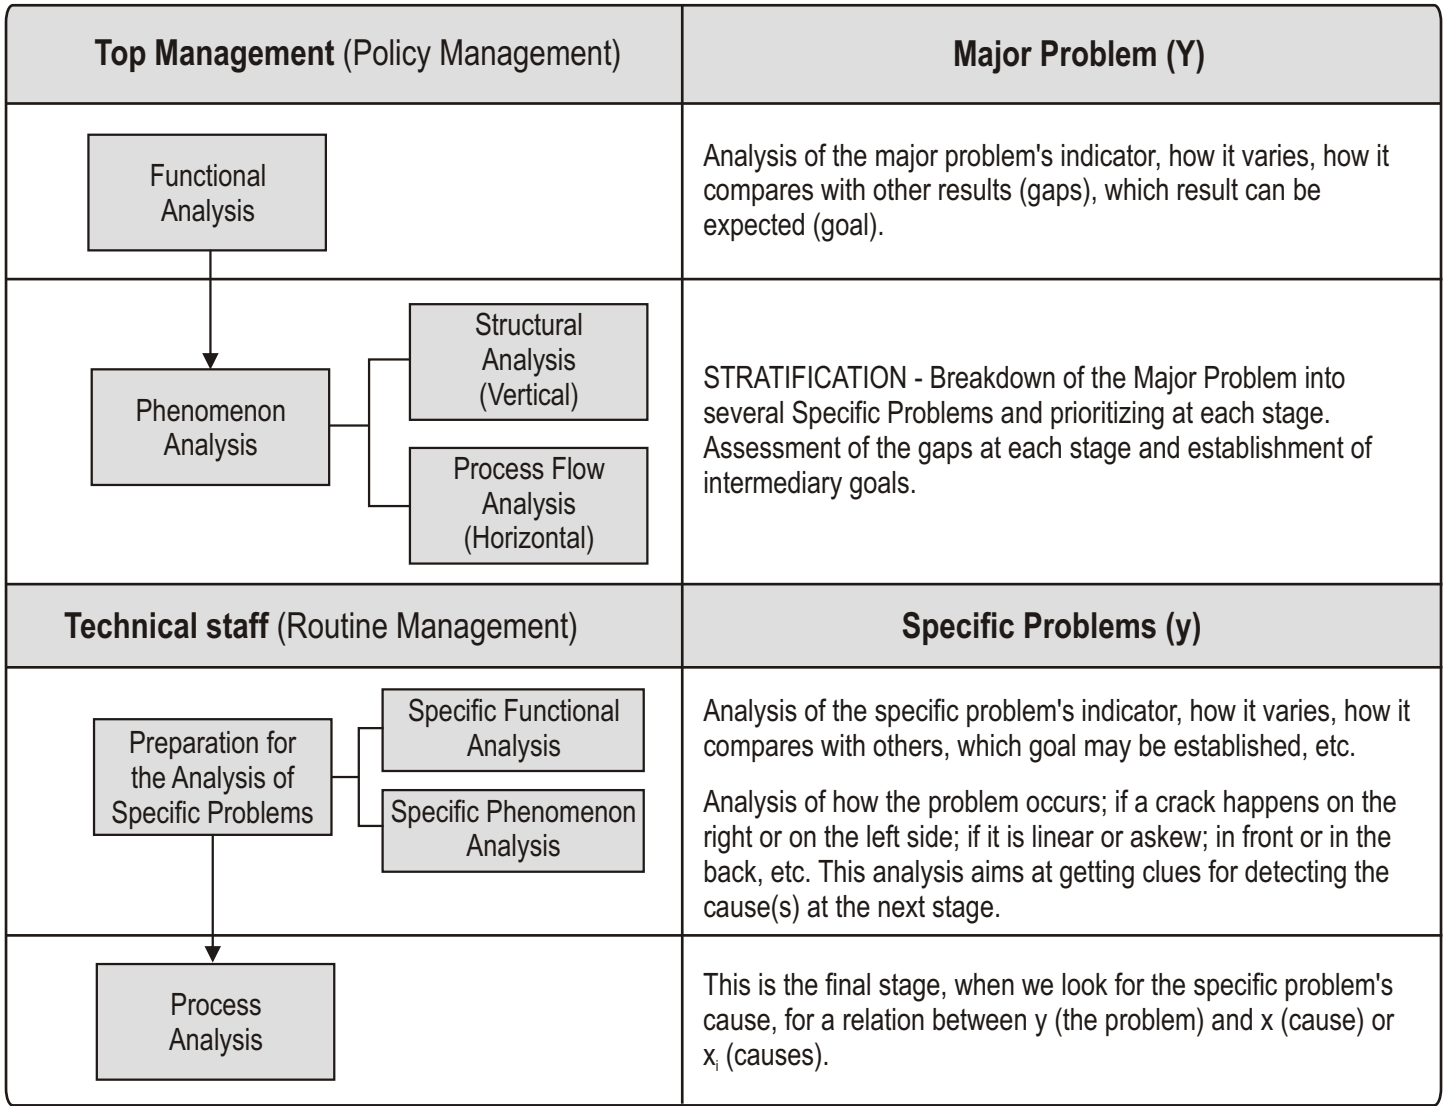 Top Management (Policy Management)
Major Problem (Y)
Functional
Analysis
Analysis of the major problem's indicator, how it varies, how it
compares with other results (gaps), which result can be
expected (goal).
Phenomenon
Analysis
Structural
Analysis
(Vertical)
Process Flow
Analysis
(Horizontal)
STRATIFICATION - Breakdown of the Major Problem into
several Specific Problems and prioritizing at each stage.
Assessment of the gaps at each stage and establishment of
intermediary goals.
Technical staff (Routine Management)
Specific Problems (y)
Preparation for
the Analysis of
Specific Problems
Specific Functional
Analysis
Specific Phenomenon
Analysis
Analysis of the specific problem's indicator, how it varies, how it
compares with others, which goal may be established, etc.
Analysis of how the problem occurs; if a crack happens on the
right or on the left side; if it is linear or askew; in front or in the
back, etc. This analysis aims at getting clues for detecting the
cause(s) at the next stage.
Process
Analysis
This is the final stage, when we look for the specific problem's
cause, for a relation between y (the problem) and x (cause) or
xᵢ (causes).